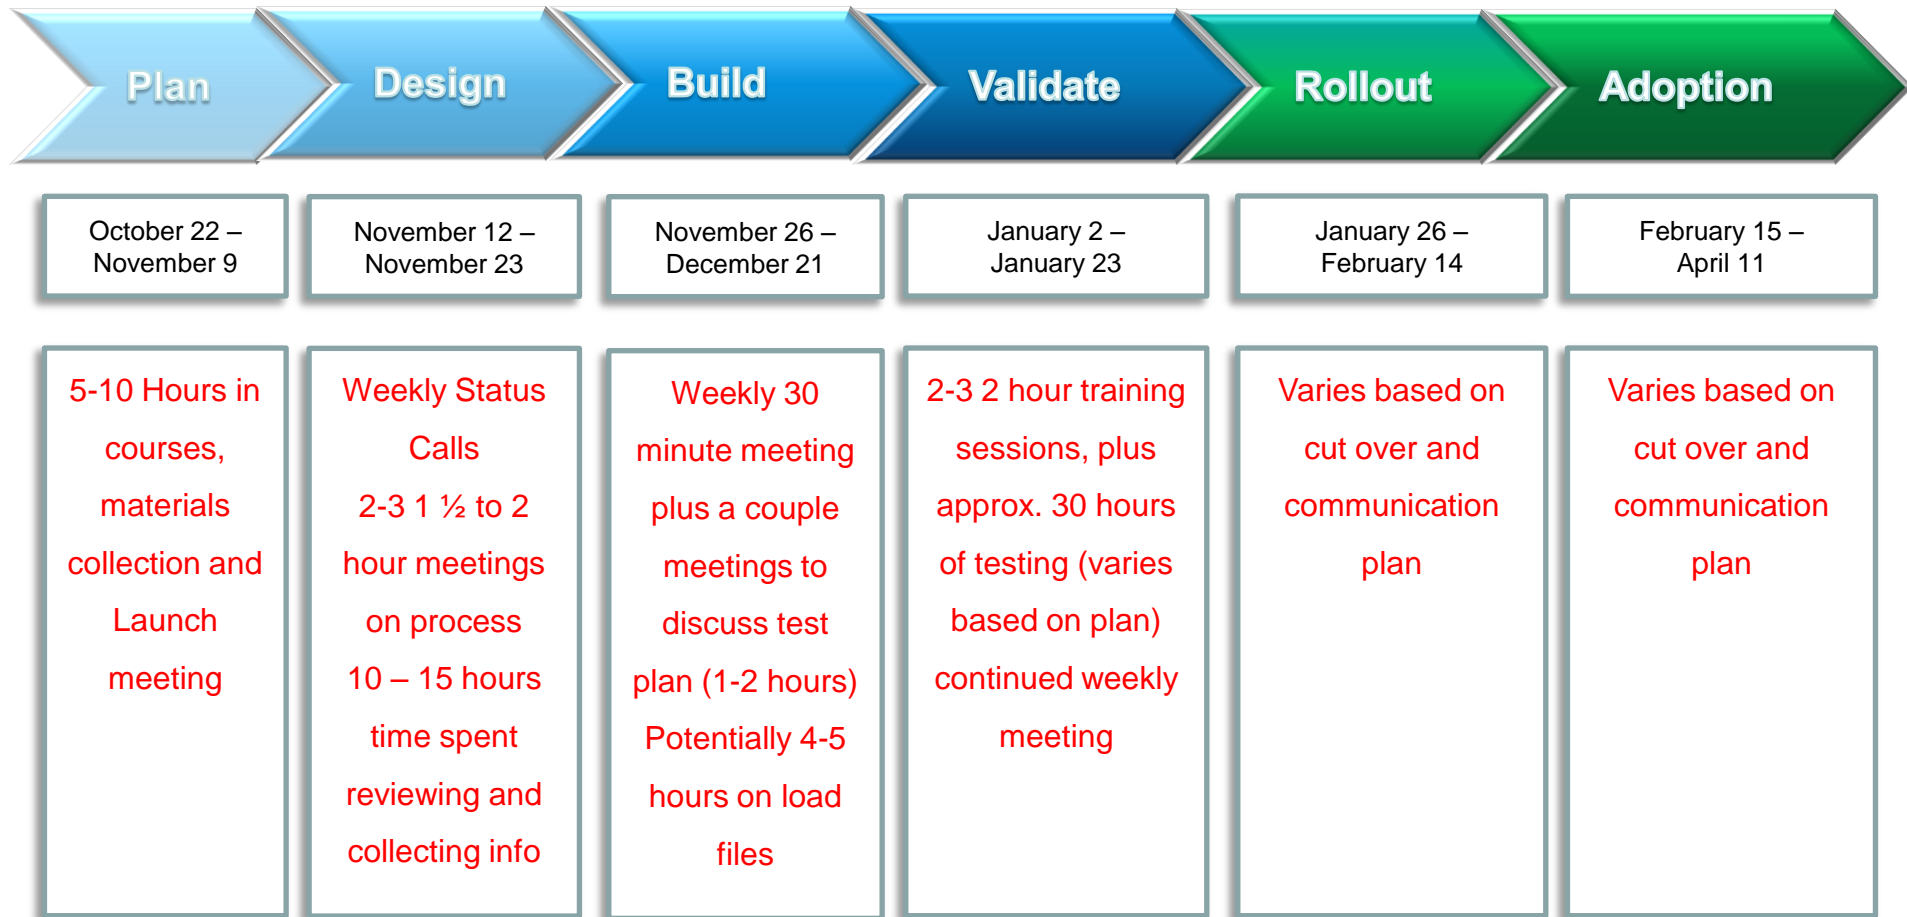 Plan
Design
Build
Validate
Rollout
Adoption
October 22 –
November 9
November 12 –
November 23
November 26 –
December 21
January 2 –
January 23
January 26 –
February 14
February 15 –
April 11
5-10 Hours in
courses,
materials
collection and
Launch
meeting
Weekly Status
Calls
2-3 1 ½ to 2
hour meetings
on process
10 – 15 hours
time spent
reviewing and
collecting info
Weekly 30
minute meeting
plus a couple
meetings to
discuss test
plan (1-2 hours)
Potentially 4-5
hours on load
files
2-3 2 hour training
sessions, plus
approx. 30 hours
of testing (varies
based on plan)
continued weekly
meeting
Varies based on
cut over and
communication
plan
Varies based on
cut over and
communication
plan